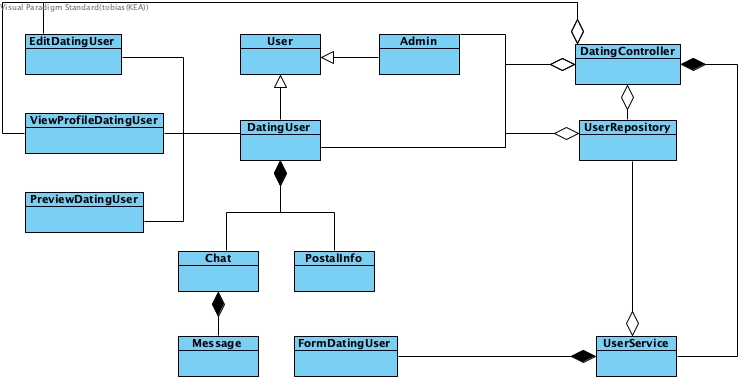 Visual Paradigm Standard(tobias(KEA))
EditDatingUser
User
Admin
DatingController
ViewProfileDatingUser
DatingUser
UserRepository
PreviewDatingUser
Chat
PostalInfo
Message
FormDatingUser
UserService